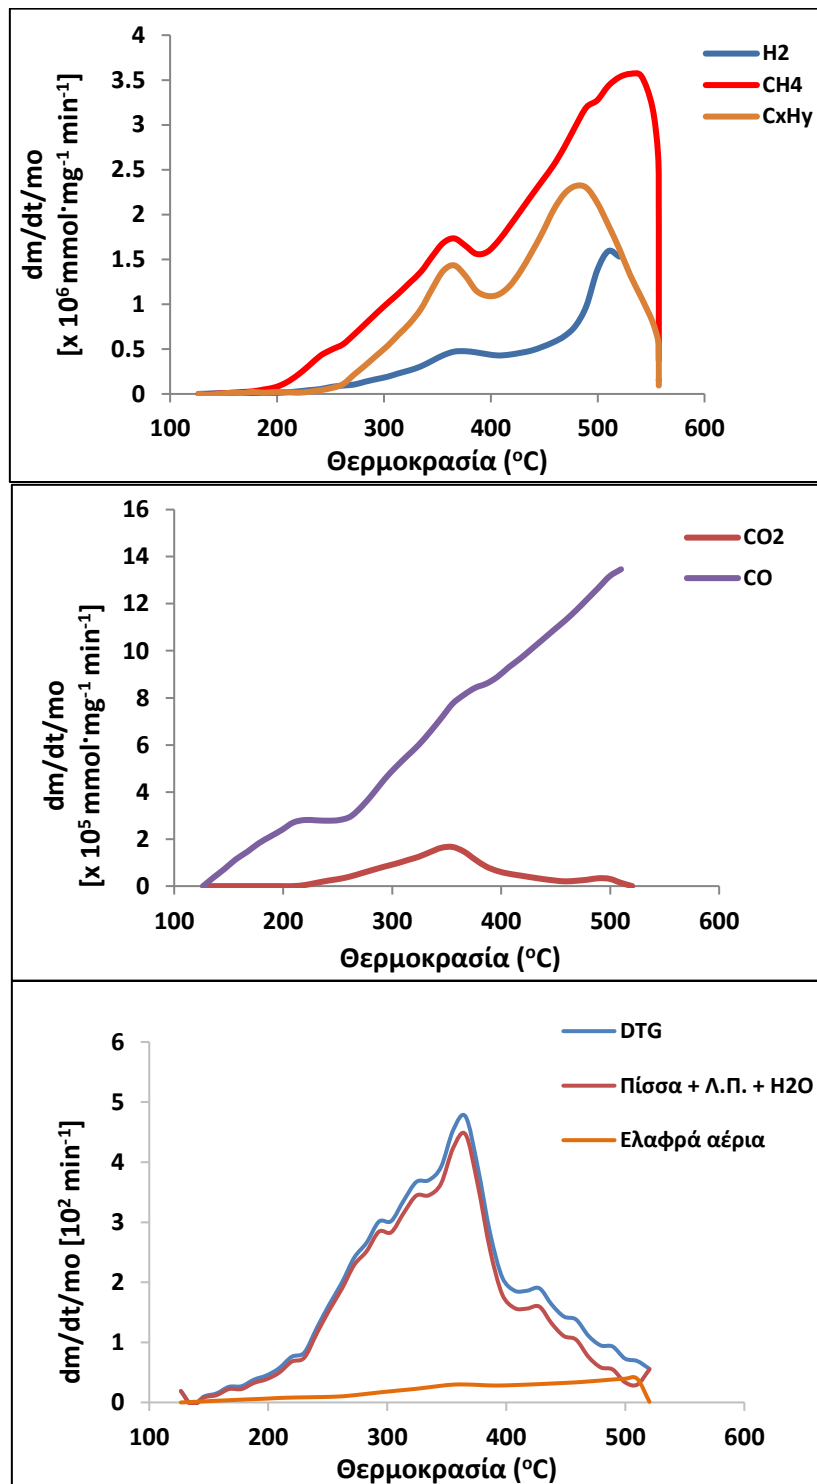 4
3.5
3
2.5
2
1.5
1
0.5
0
dm/dt/mo
[x 10⁶ mmol·mg⁻¹ min⁻¹]
H2
CH4
CxHy
100 200 300 400 500 600
Θερμοκρασία (ᵒC)
16
14
12
10
8
6
4
2
0
dm/dt/mo
[x 10⁵ mmol·mg⁻¹ min⁻¹]
CO2
CO
100 200 300 400 500 600
Θερμοκρασία (ᵒC)
6
5
4
3
2
1
0
dm/dt/mo [10² min⁻¹]
DTG
Πίσσα + Λ.Π. + H2O
Ελαφρά αέρια
100 200 300 400 500 600
Θερμοκρασία (ᵒC)